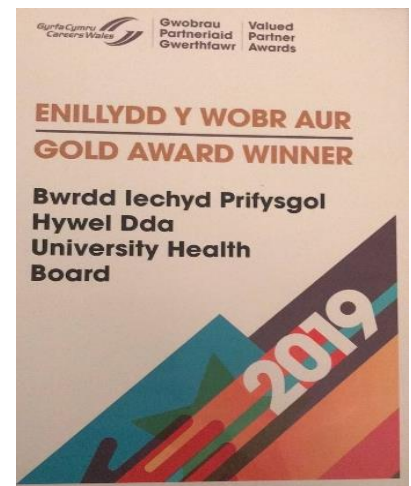 Gyrfa Cymru
Careers Wales
Gwobrau
Partneriaid
Gwerthfawr
Valued
Partner
Awards
ENILLYDD Y WOBR AUR
GOLD AWARD WINNER
Bwrdd Iechyd Prifysgol
Hywel Dda
University Health
Board
2019